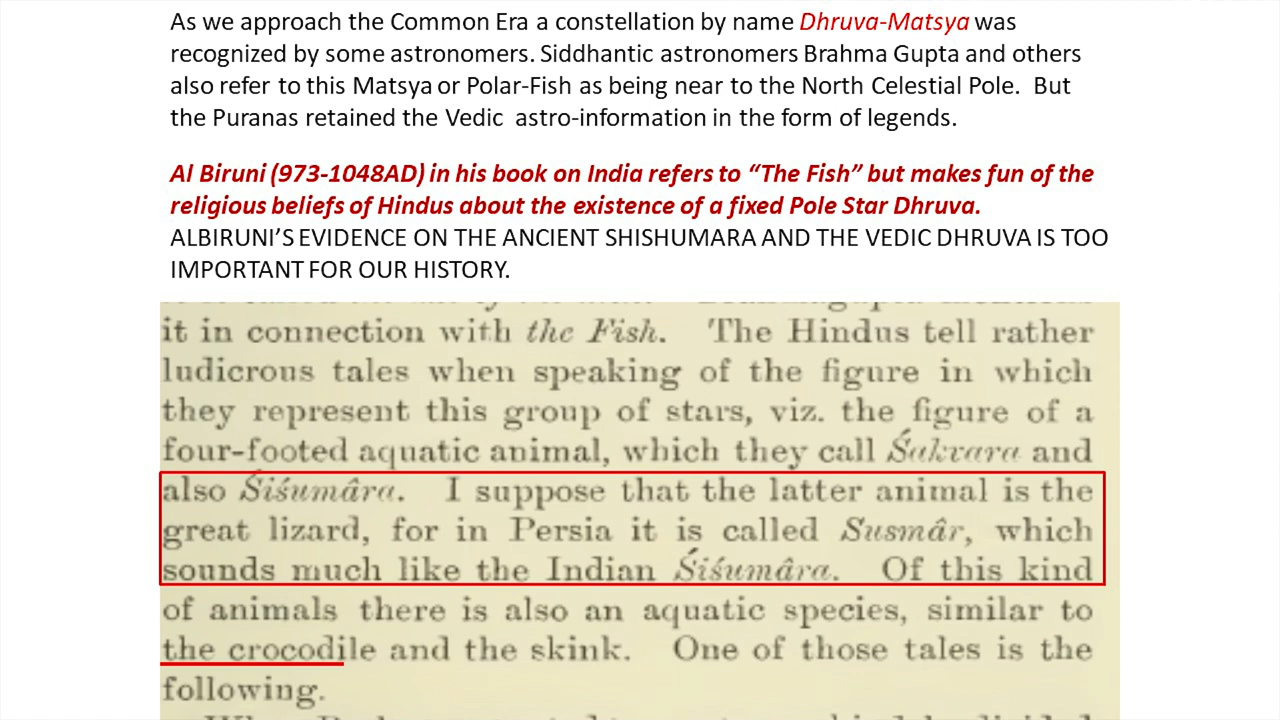 As we approach the Common Era a constellation by name Dhruva-Matsya was
recognized by some astronomers. Siddhantic astronomers Brahma Gupta and others
also refer to this Matsya or Polar-Fish as being near to the North Celestial Pole. But
the Puranas retained the Vedic astro-information in the form of legends.
Al Biruni (973-1048AD) in his book on India refers to “The Fish” but makes fun of the
religious beliefs of Hindus about the existence of a fixed Pole Star Dhruva.
ALBIRUNI’S EVIDENCE ON THE ANCIENT SHISHUMARA AND THE VEDIC DHRUVA IS TOO
IMPORTANT FOR OUR HISTORY.
it in connection with the Fish. The Hindus tell rather
ludicrous tales when speaking of the figure in which
they represent this group of stars, viz. the figure of a
four-footed aquatic animal, which they call Śakvara and
also Śiśumâra. I suppose that the latter animal is the
great lizard, for in Persia it is called Susmâr, which
sounds much like the Indian Śiśumâra. Of this kind
of animals there is also an aquatic species, similar to
the crocodile and the skink. One of those tales is the
following.